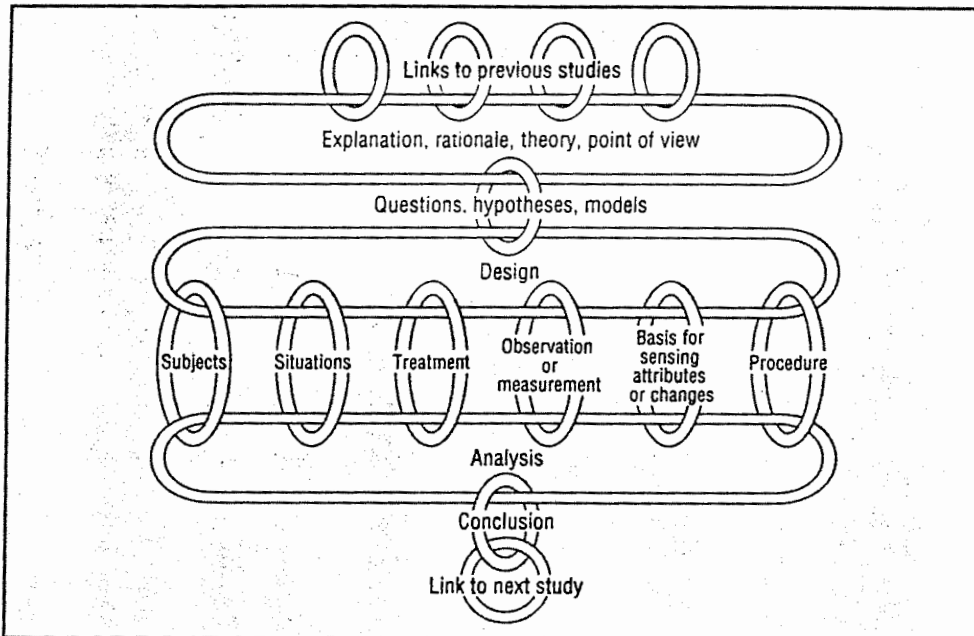 Links to previous studies
Explanation, rationale, theory, point of view
Questions, hypotheses, models
Design
Subjects
Situations
Treatment
Observation
or
measurement
Basis for
sensing
attributes
or changes
Procedure
Analysis
Conclusion
Link to next study